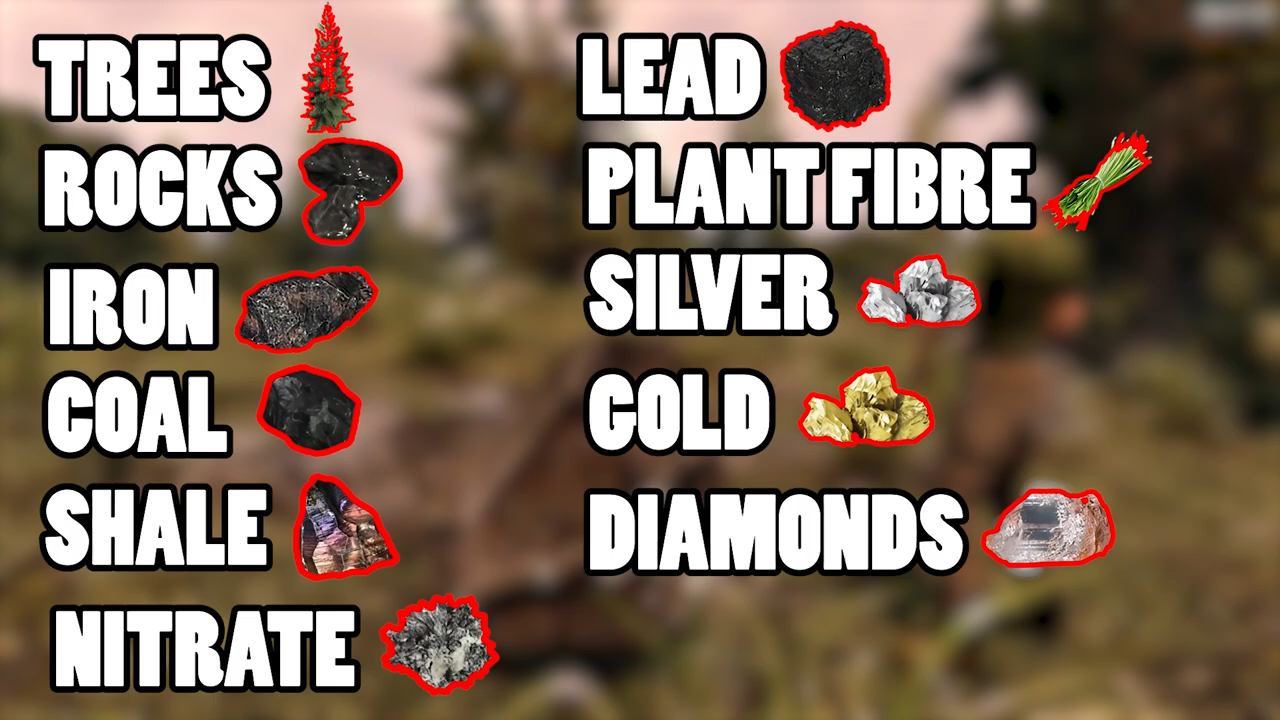 TREES
ROCKS
IRON
COAL
SHALE
NITRATE
LEAD
PLANT FIBRE
SILVER
GOLD
DIAMONDS